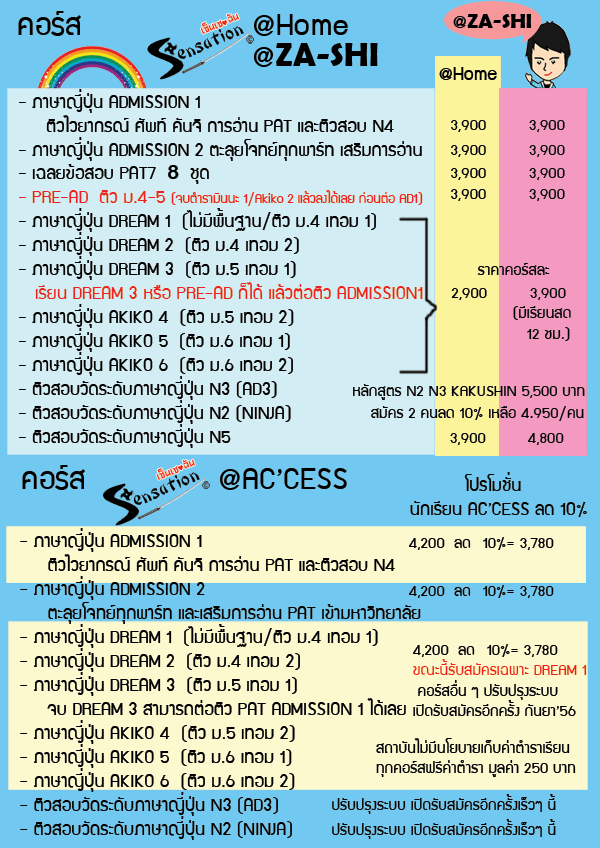 คอร์ส เซ็นเซชัน Sensation © @Home
@ZA-SHI
@ZA-SHI
@Home
- ภาษาญี่ปุ่น ADMISSION 1
ติวไวยากรณ์ ศัพท์ คันจิ การอ่าน PAT และติวสอบ N4 3,900 3,900
- ภาษาญี่ปุ่น ADMISSION 2 ตะลุยโจทย์ทุกพาร์ท เสริมการอ่าน 3,900 3,900
- เฉลยข้อสอบ PAT7 8 ชุด 3,900 3,900
- PRE-AD ติว ม.4-5 (จบตำรามินนะ 1/Akiko 2 แล้วลงได้เลย ก่อนต่อ AD1) 3,900 3,900
- ภาษาญี่ปุ่น DREAM 1 (ไม่มีพื้นฐาน/ติว ม.4 เทอม 1)
- ภาษาญี่ปุ่น DREAM 2 (ติว ม.4 เทอม 2)
- ภาษาญี่ปุ่น DREAM 3 (ติว ม.5 เทอม 1) ราคาคอร์สละ
เรียน DREAM 3 หรือ PRE-AD ก็ได้ แล้วต่อติว ADMISSION1 2,900 3,900
- ภาษาญี่ปุ่น AKIKO 4 (ติว ม.5 เทอม 2) (มีเรียนสด
- ภาษาญี่ปุ่น AKIKO 5 (ติว ม.6 เทอม 1) 12 ชม.)
- ภาษาญี่ปุ่น AKIKO 6 (ติว ม.6 เทอม 2)
- ติวสอบวัดระดับภาษาญี่ปุ่น N3 (AD3) หลักสูตร N2 N3 KAKUSHIN 5,500 บาท
- ติวสอบวัดระดับภาษาญี่ปุ่น N2 (NINJA) สมัคร 2 คนลด 10% เหลือ 4.950/คน
- ติวสอบวัดระดับภาษาญี่ปุ่น N5 3,900 4,800
คอร์ส เซ็นเซชัน Sensation © @AC'CESS
โปรโมชั่น
นักเรียน AC'CESS ลด 10%
- ภาษาญี่ปุ่น ADMISSION 1 4,200 ลด 10%= 3,780
ติวไวยากรณ์ ศัพท์ คันจิ การอ่าน PAT และติวสอบ N4
- ภาษาญี่ปุ่น ADMISSION 2 4,200 ลด 10%= 3,780
ตะลุยโจทย์ทุกพาร์ท และเสริมการอ่าน PAT เข้ามหาวิทยาลัย
- ภาษาญี่ปุ่น DREAM 1 (ไม่มีพื้นฐาน/ติว ม.4 เทอม 1)
4,200 ลด 10%= 3,780
- ภาษาญี่ปุ่น DREAM 2 (ติว ม.4 เทอม 2) ขณะนี้รับสมัครเฉพาะ DREAM 1
- ภาษาญี่ปุ่น DREAM 3 (ติว ม.5 เทอม 1) คอร์สอื่น ๆ ปรับปรุงระบบ
จบ DREAM 3 สามารถต่อติว PAT ADMISSION 1 ได้เลย เปิดรับสมัครอีกครั้ง กันยา'56
- ภาษาญี่ปุ่น AKIKO 4 (ติว ม.5 เทอม 2)
สถาบันไม่มีนโยบายเก็บค่าตำราเรียน
- ภาษาญี่ปุ่น AKIKO 5 (ติว ม.6 เทอม 1) ทุกคอร์สฟรีค่าตำรา มูลค่า 250 บาท
- ภาษาญี่ปุ่น AKIKO 6 (ติว ม.6 เทอม 2)
- ติวสอบวัดระดับภาษาญี่ปุ่น N3 (AD3) ปรับปรุงระบบ เปิดรับสมัครอีกครั้งเร็วๆ นี้
- ติวสอบวัดระดับภาษาญี่ปุ่น N2 (NINJA) ปรับปรุงระบบ เปิดรับสมัครอีกครั้งเร็วๆ นี้